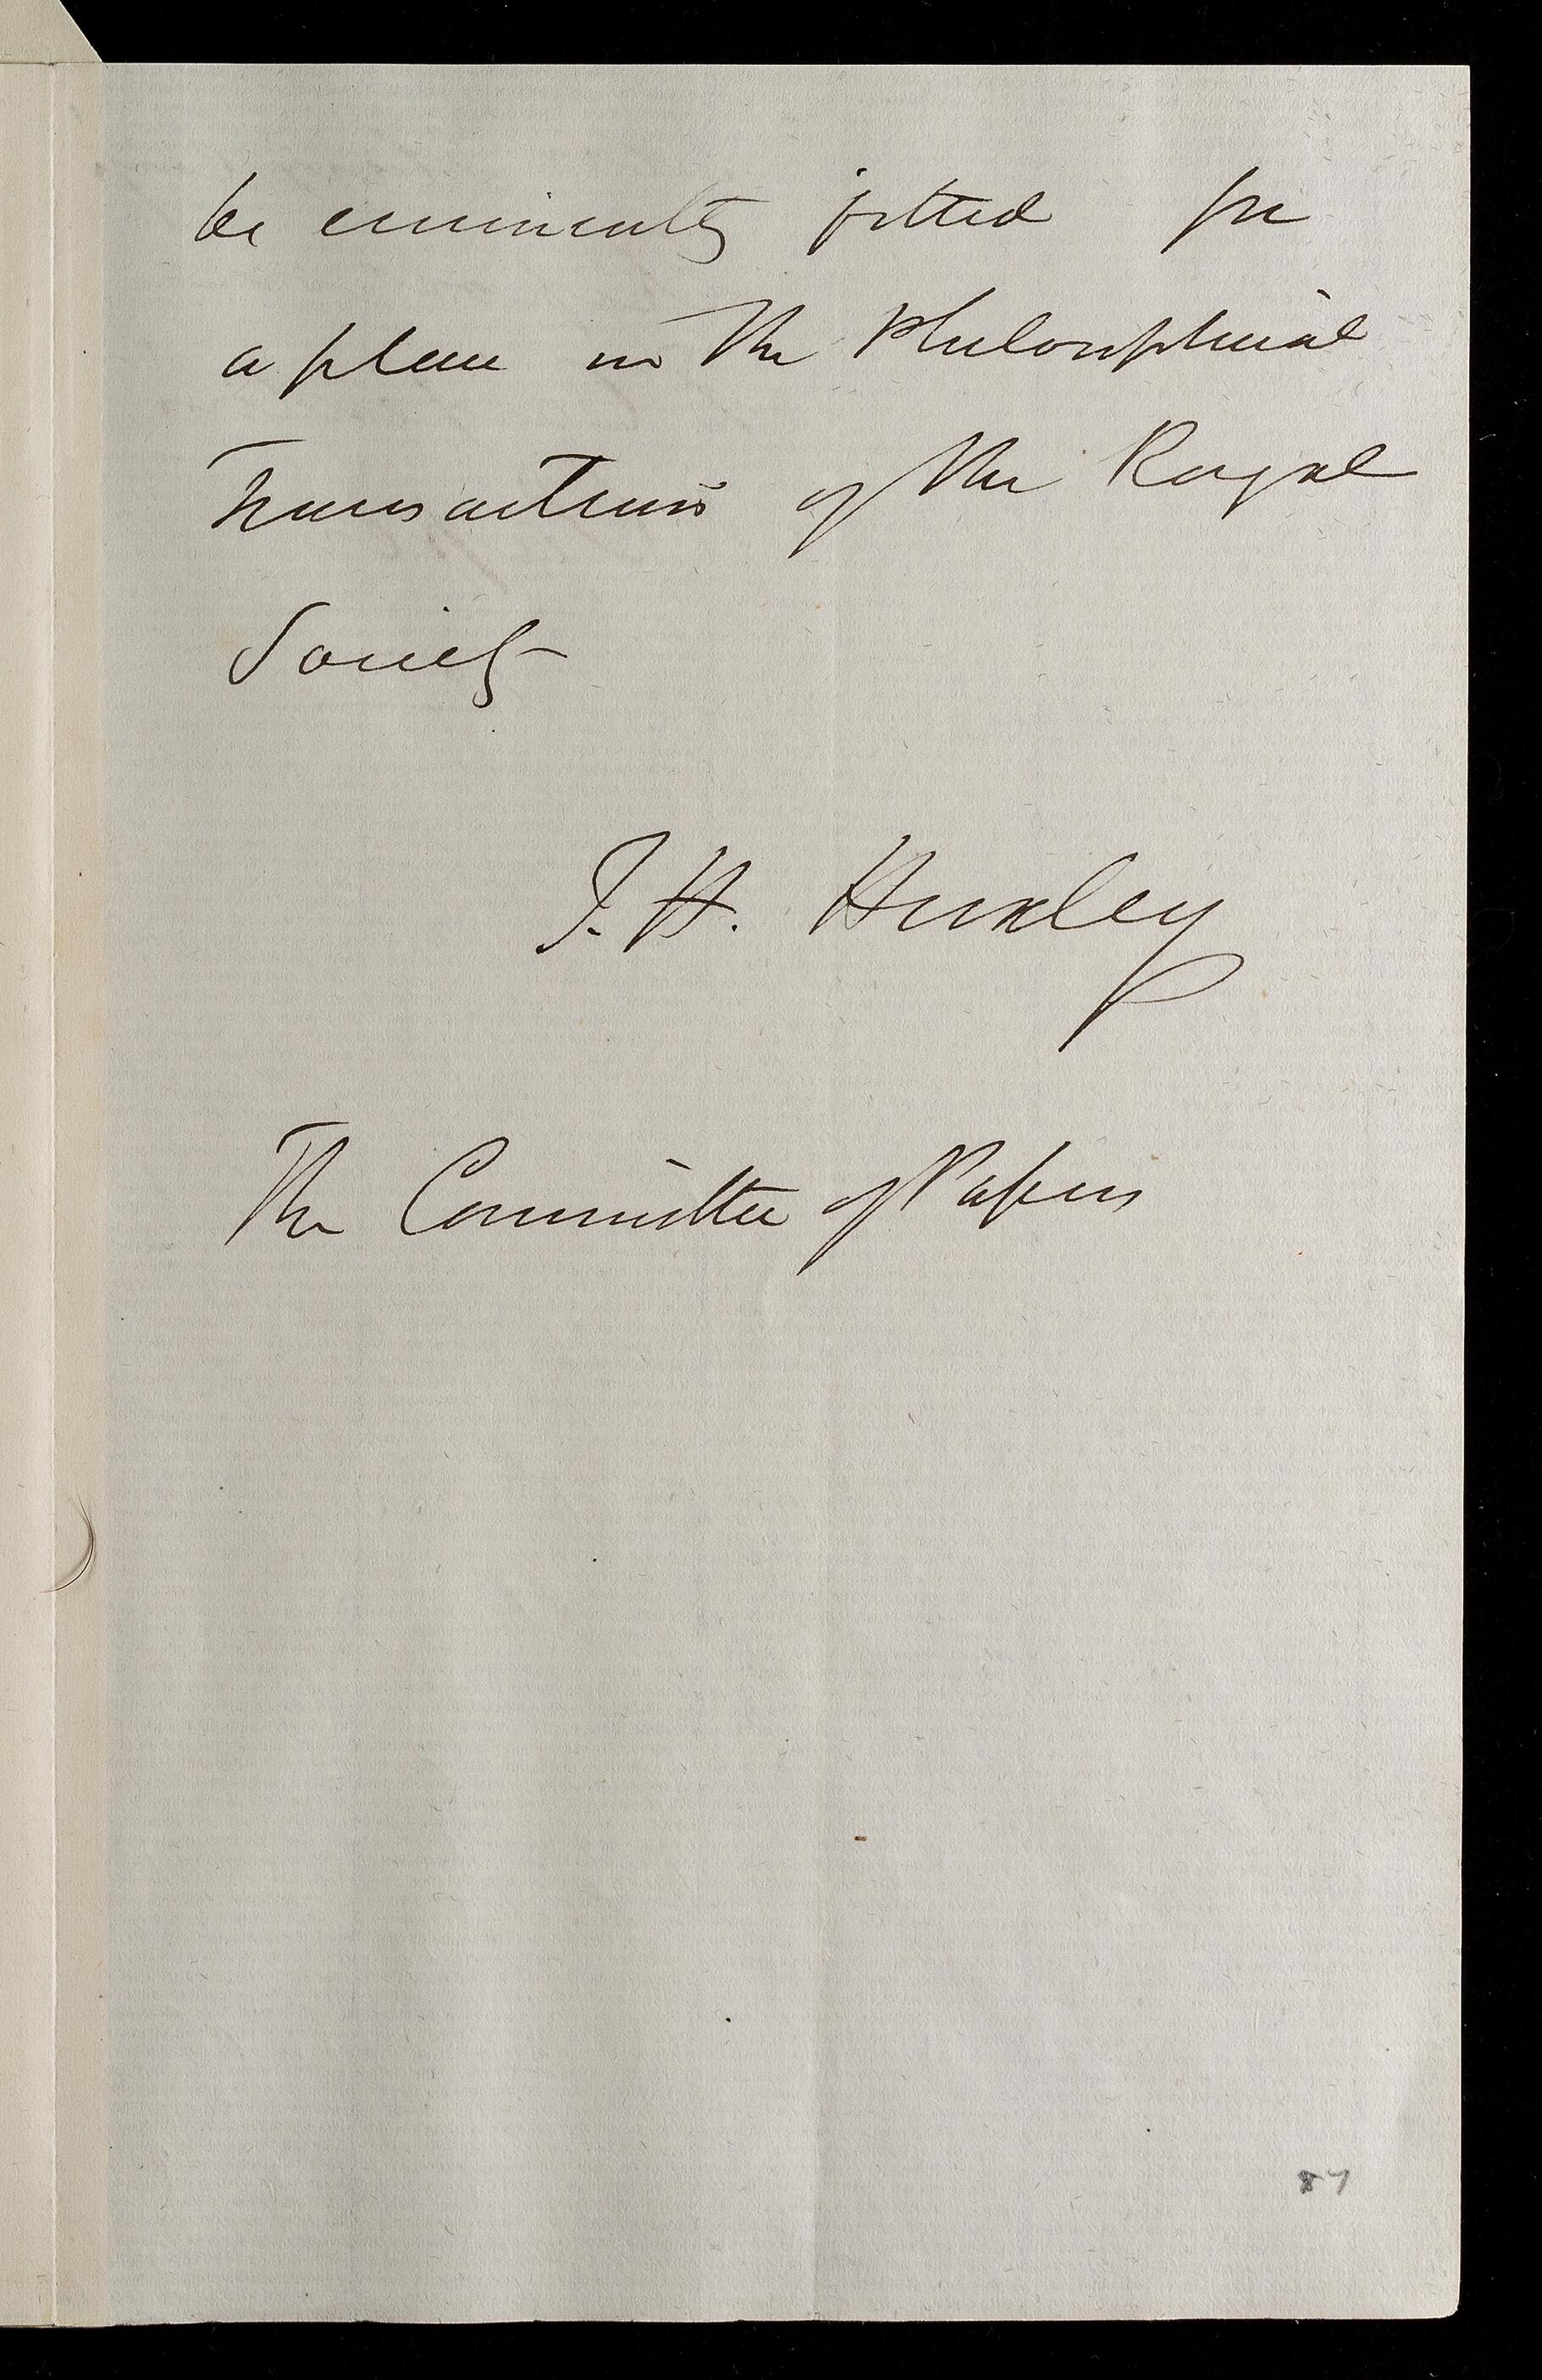 be eminently fitted for
a place in the Philosophical
Transactions of the Royal
Society
T. H. Huxley
The Committee of Papers
87